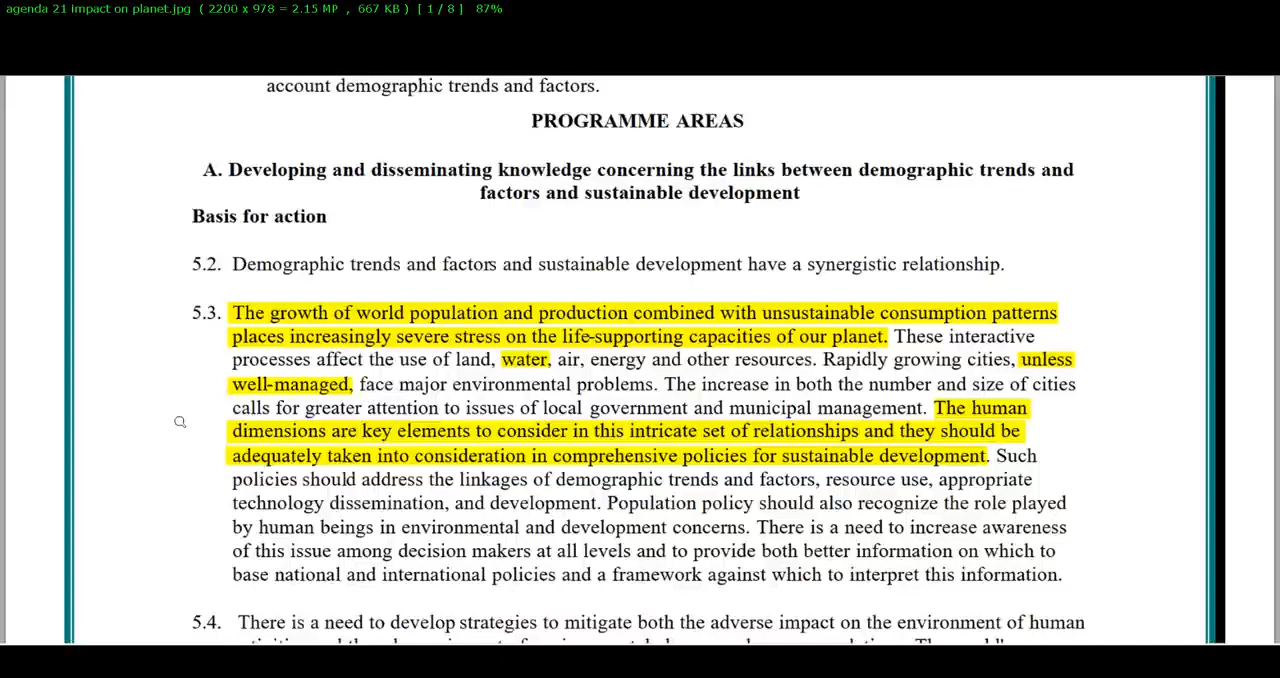 agenda 21 impact on planet.jpg ( 2200 x 978 = 2.15 MP , 667 KB ) [ 1 / 8 ] 87%
account demographic trends and factors.
PROGRAMME AREAS
A. Developing and disseminating knowledge concerning the links between demographic trends and
factors and sustainable development
Basis for action
5.2. Demographic trends and factors and sustainable development have a synergistic relationship.
5.3. The growth of world population and production combined with unsustainable consumption patterns
places increasingly severe stress on the life-supporting capacities of our planet. These interactive
processes affect the use of land, water, air, energy and other resources. Rapidly growing cities, unless
well-managed, face major environmental problems. The increase in both the number and size of cities
calls for greater attention to issues of local government and municipal management. The human
dimensions are key elements to consider in this intricate set of relationships and they should be
adequately taken into consideration in comprehensive policies for sustainable development. Such
policies should address the linkages of demographic trends and factors, resource use, appropriate
technology dissemination, and development. Population policy should also recognize the role played
by human beings in environmental and development concerns. There is a need to increase awareness
of this issue among decision makers at all levels and to provide both better information on which to
base national and international policies and a framework against which to interpret this information.
5.4. There is a need to develop strategies to mitigate both the adverse impact on the environment of human